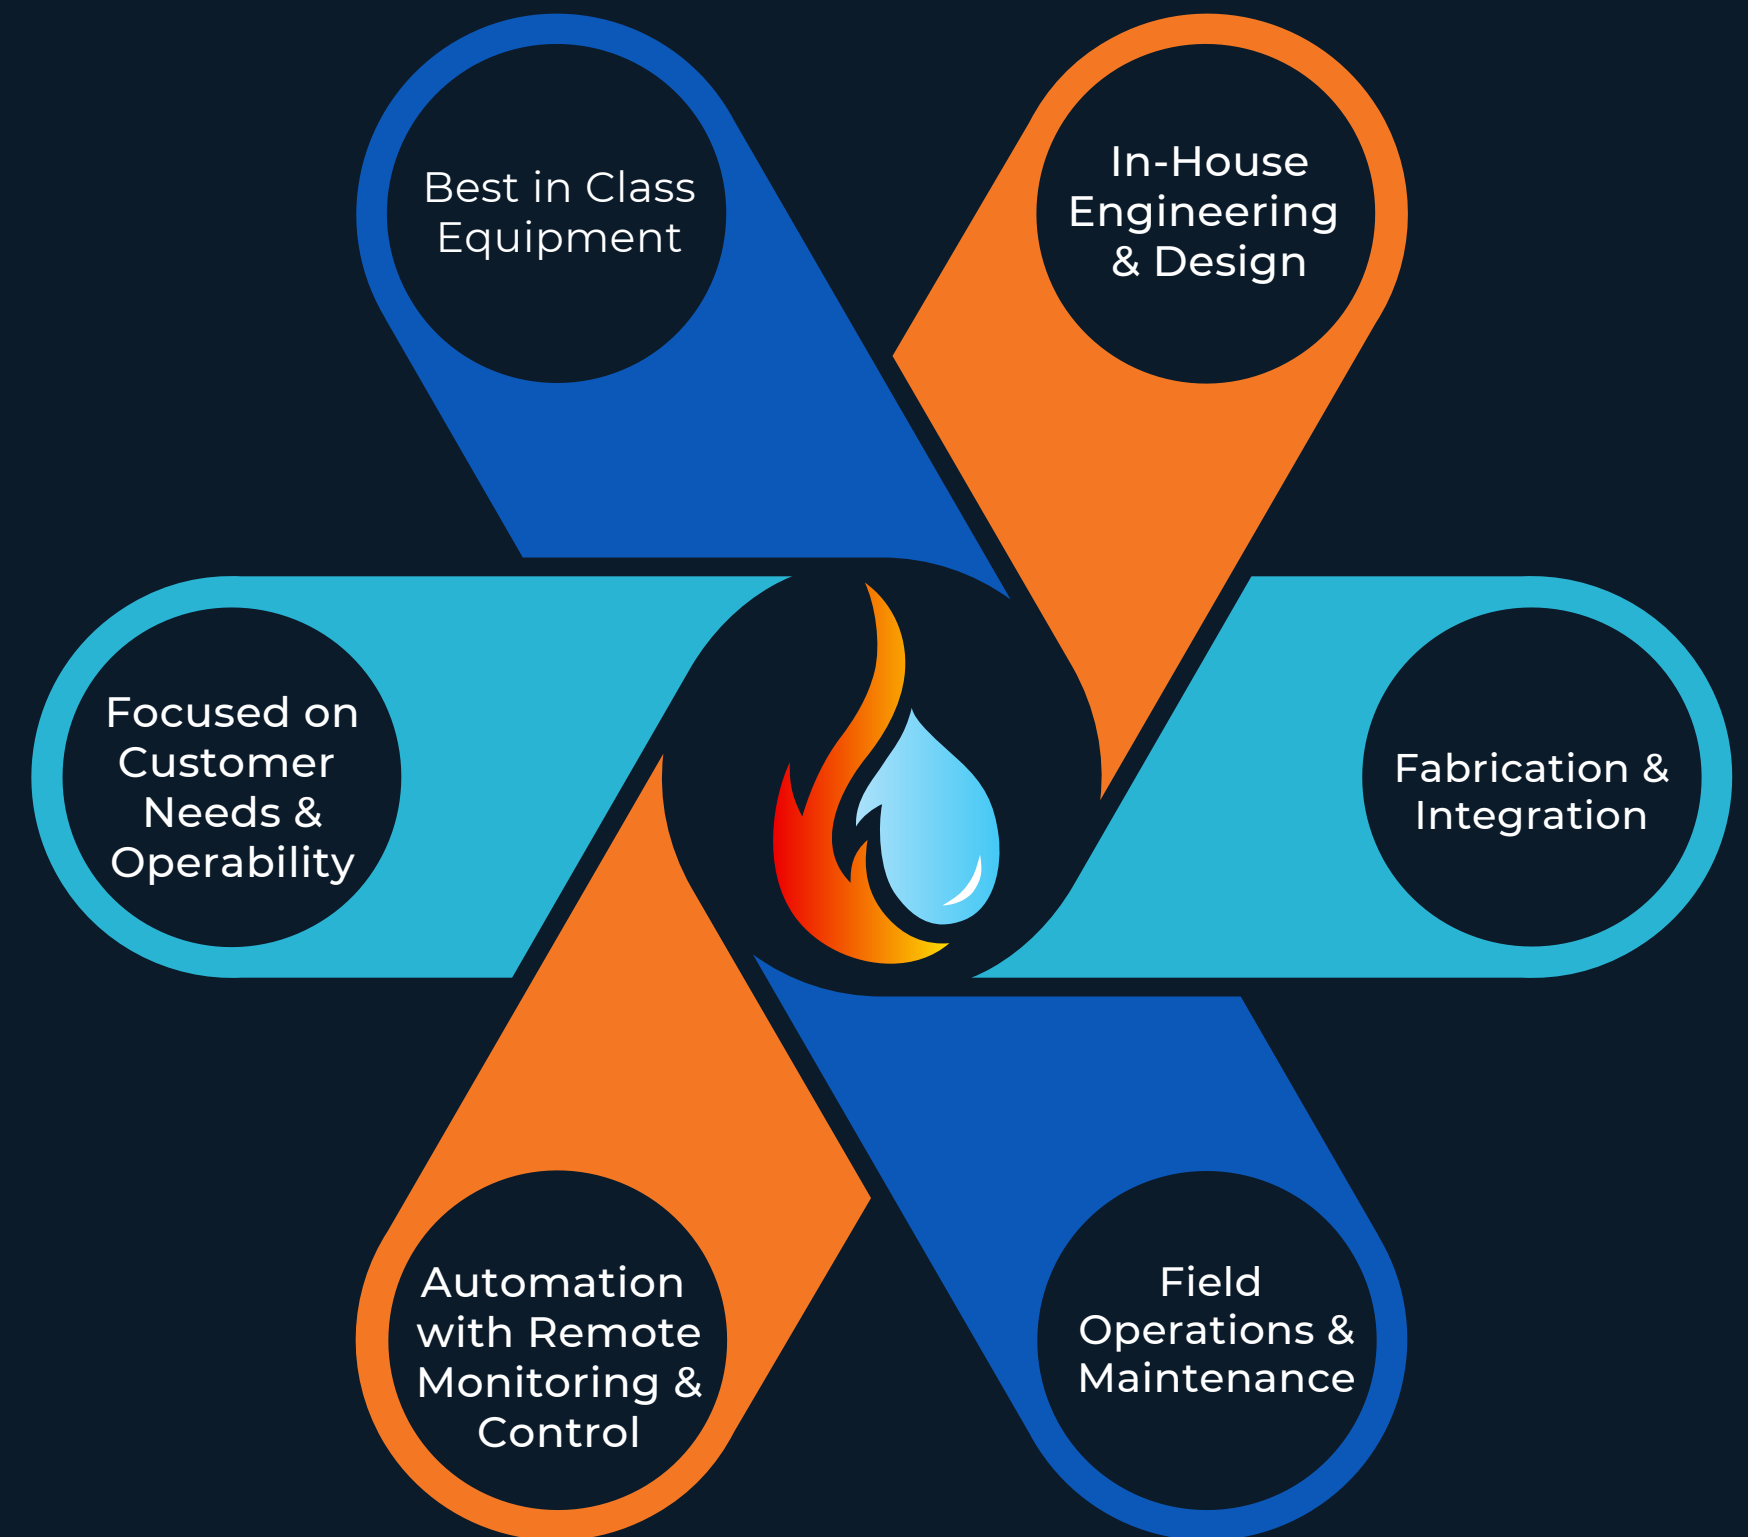 Best in Class
Equipment
In-House
Engineering
& Design
Focused on
Customer
Needs &
Operability
Fabrication &
Integration
Automation
with Remote
Monitoring &
Control
Field
Operations &
Maintenance